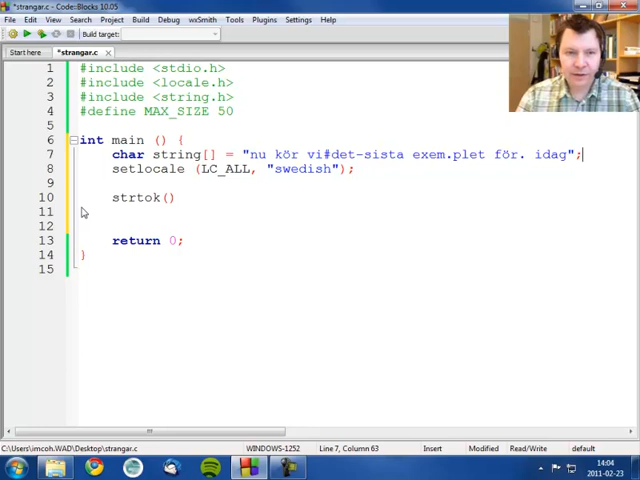 *strangar.c - Code::Blocks 10.05
File Edit View Search Project Build Debug wxSmith Tools Plugins Settings Help
Build target:
Start here *strangar.c
1 #include <stdio.h>
2 #include <locale.h>
3 #include <string.h>
4 #define MAX_SIZE 50
5
6 int main () {
7 char string[] = "nu kör vi#det-sista exem.plet för. idag";
8 setlocale (LC_ALL, "swedish");
9
10 strtok()
11
12
13 return 0;
14 }
15
C:\Users\imcoh.WAD\Desktop\strangar.c WINDOWS-1252 Line 7, Column 63 Insert Modified Read/Write default
14:04
2011-02-23